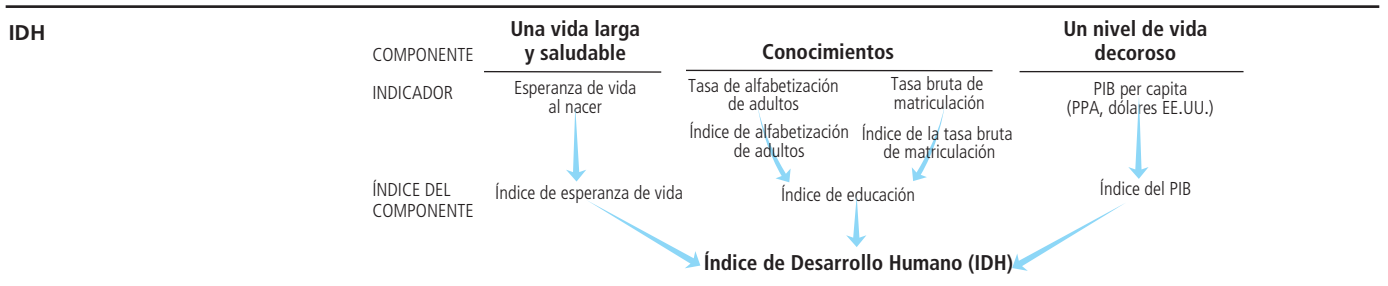 IDH
COMPONENTE
Una vida larga
y saludable
Conocimientos
Un nivel de vida
decoroso
INDICADOR
Esperanza de vida
al nacer
Tasa de alfabetización
de adultos
Tasa bruta de
matriculación
PIB per capita
(PPA, dólares EE.UU.)
Índice de alfabetización
de adultos
Índice de la tasa bruta
de matriculación
ÍNDICE DEL
COMPONENTE
Índice de esperanza de vida
Índice de educación
Índice del PIB
Índice de Desarrollo Humano (IDH)